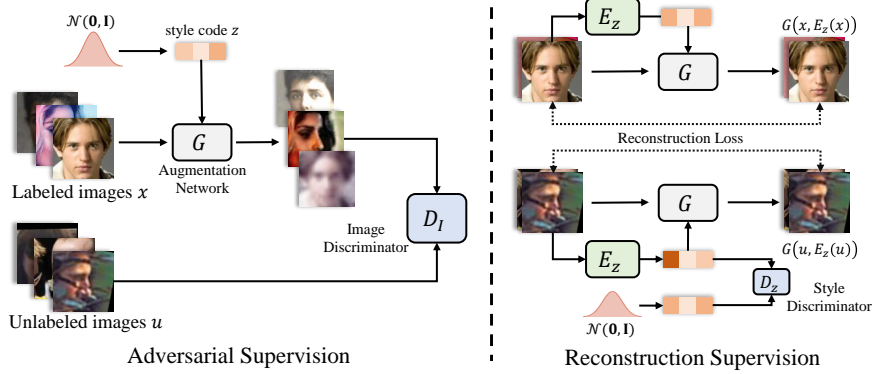 𝒩(𝟎, 𝐈)
style code z
G
Augmentation
Network
Labeled images x
Image
Discriminator
D_I
Unlabeled images u
Adversarial Supervision
E_z
G(x, E_z(x))
G
Reconstruction Loss
G
E_z
G(u, E_z(u))
D_z
Style
Discriminator
𝒩(𝟎, 𝐈)
Reconstruction Supervision